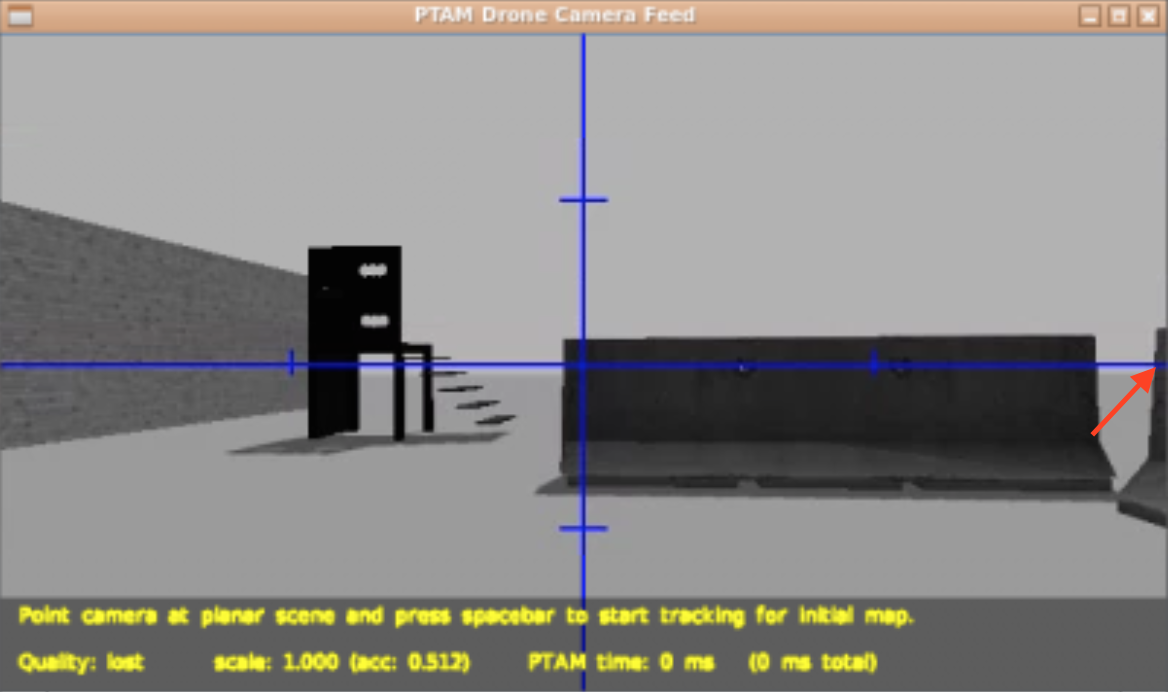 PTAM Drone Camera Feed
Point camera at planar scene and press spacebar to start tracking for initial map.
Quality: lost scale: 1.000 (acc: 0.512) PTAM time: 0 ms (0 ms total)